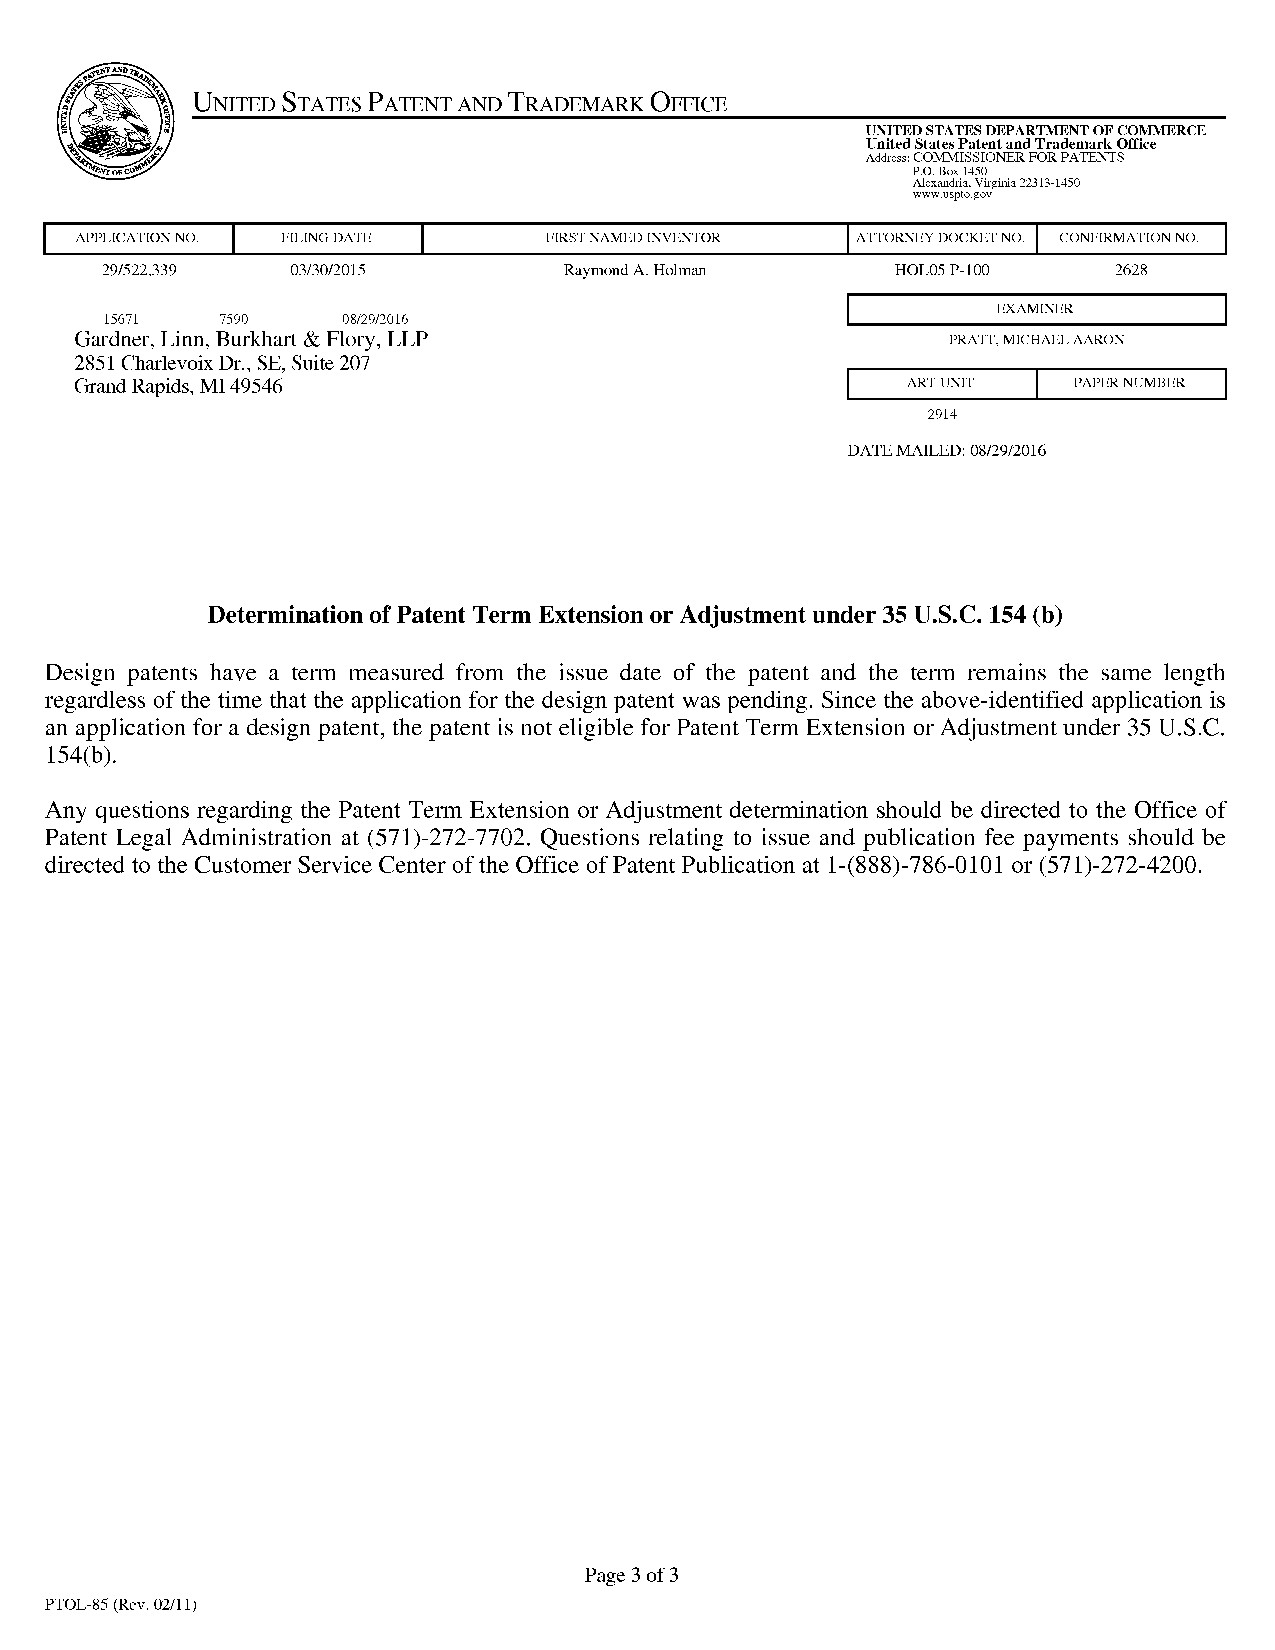 UNITED STATES PATENT AND TRADEMARK OFFICE
UNITED STATES PATENT AND TRADEMARK OFFICE
DEPARTMENT OF COMMERCE
UNITED STATES DEPARTMENT OF COMMERCE
United States Patent and Trademark Office
Address: COMMISSIONER FOR PATENTS
P.O. Box 1450
Alexandria, Virginia 22313-1450
www.uspto.gov
APPLICATION NO. FILING DATE FIRST NAMED INVENTOR ATTORNEY DOCKET NO. CONFIRMATION NO.
29/522,339 03/30/2015 Raymond A. Holman HOL05 P-100 2628
15671 7590 08/29/2016
Gardner, Linn, Burkhart & Flory, LLP
2851 Charlevoix Dr., SE, Suite 207
Grand Rapids, MI 49546
EXAMINER
PRATT, MICHAEL AARON
ART UNIT PAPER NUMBER
2914
DATE MAILED: 08/29/2016
Determination of Patent Term Extension or Adjustment under 35 U.S.C. 154 (b)
Design patents have a term measured from the issue date of the patent and the term remains the same length
regardless of the time that the application for the design patent was pending. Since the above-identified application is
an application for a design patent, the patent is not eligible for Patent Term Extension or Adjustment under 35 U.S.C.
154(b).
Any questions regarding the Patent Term Extension or Adjustment determination should be directed to the Office of
Patent Legal Administration at (571)-272-7702. Questions relating to issue and publication fee payments should be
directed to the Customer Service Center of the Office of Patent Publication at 1-(888)-786-0101 or (571)-272-4200.
Page 3 of 3
PTOL-85 (Rev. 02/11)